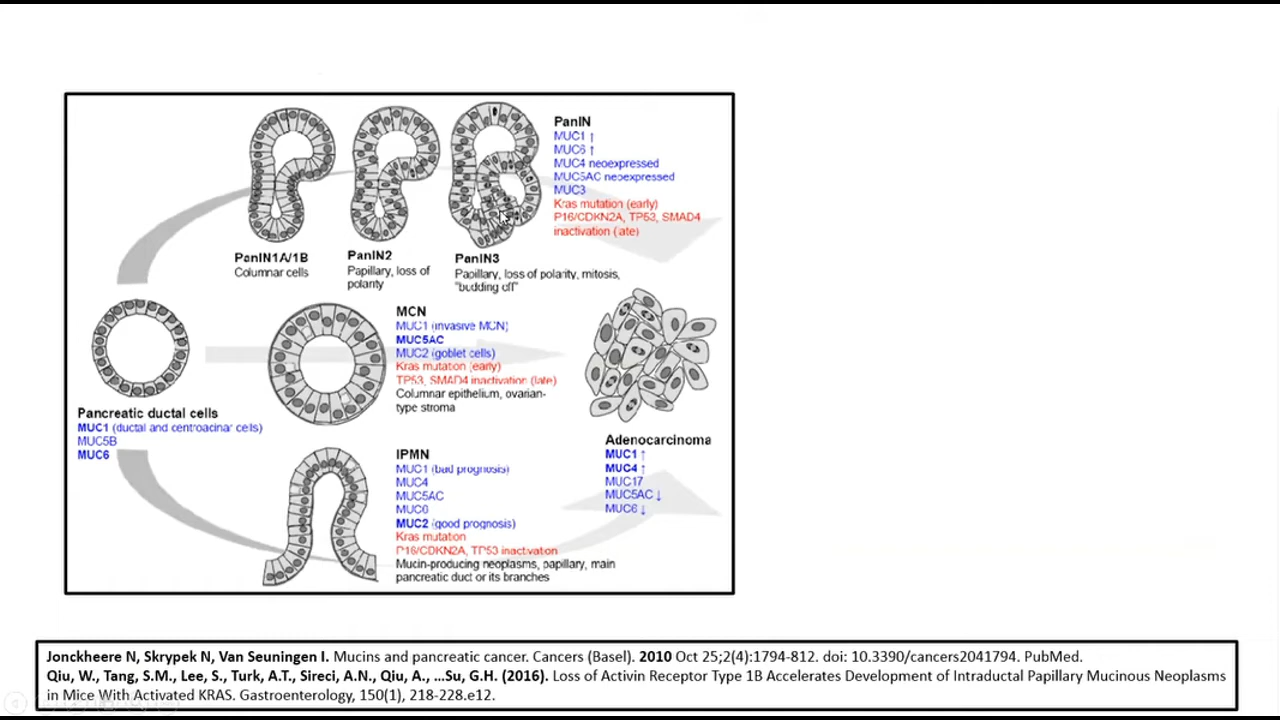 PanIN
MUC1 ↑
MUC6 ↑
MUC4 neoexpressed
MUC5AC neoexpressed
MUC3
Kras mutation (early)
P16/CDKN2A, TP53, SMAD4
inactivation (late)
PanIN1A/1B
Columnar cells
PanIN2
Papillary, loss of
polarity
PanIN3
Papillary, loss of polarity, mitosis,
"budding off"
MCN
MUC1 (invasive MCN)
MUC5AC
MUC2 (goblet cells)
Kras mutation (early)
TP53, SMAD4 inactivation (late)
Columnar epithelium, ovarian-
type stroma
Pancreatic ductal cells
MUC1 (ductal and centroacinar cells)
MUC5B
MUC6
IPMN
MUC1 (bad prognosis)
MUC4
MUC5AC
MUC6
MUC2 (good prognosis)
Kras mutation
P16/CDKN2A, TP53 inactivation
Mucin-producing neoplasms, papillary, main
pancreatic duct or its branches
Adenocarcinoma
MUC1 ↑
MUC4 ↑
MUC17
MUC5AC ↓
MUC6 ↓
Jonckheere N, Skrypek N, Van Seuningen I. Mucins and pancreatic cancer. Cancers (Basel). 2010 Oct 25;2(4):1794-812. doi: 10.3390/cancers2041794. PubMed.
Qiu, W., Tang, S.M., Lee, S., Turk, A.T., Sireci, A.N., Qiu, A., ...Su, G.H. (2016). Loss of Activin Receptor Type 1B Accelerates Development of Intraductal Papillary Mucinous Neoplasms
in Mice With Activated KRAS. Gastroenterology, 150(1), 218-228.e12.